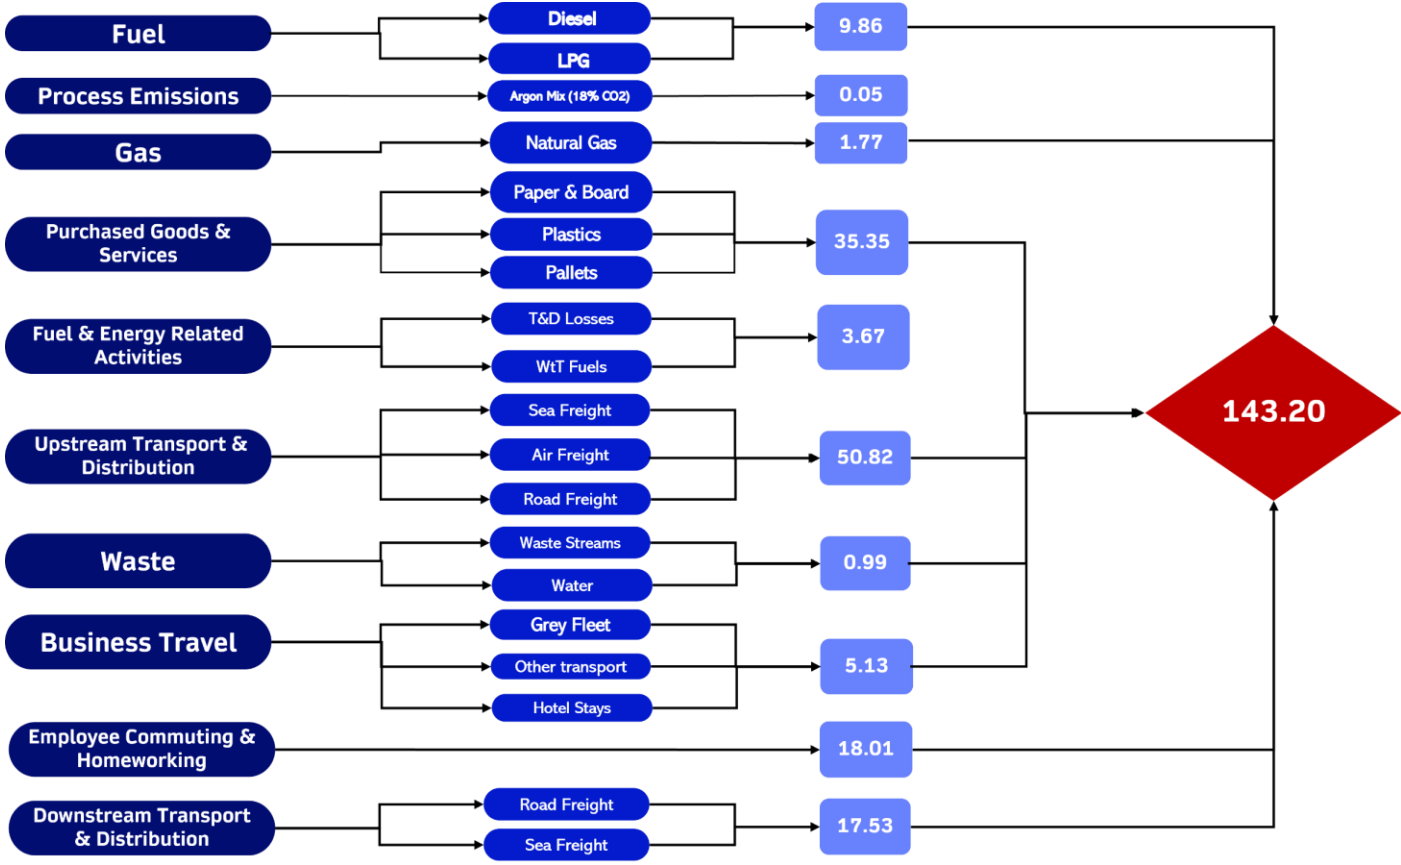 Fuel
Diesel
LPG
9.86
Process Emissions
Argon Mix (18% CO2)
0.05
Gas
Natural Gas
1.77
Purchased Goods &
Services
Paper & Board
Plastics
Pallets
35.35
Fuel & Energy Related
Activities
T&D Losses
WtT Fuels
3.67
Upstream Transport &
Distribution
Sea Freight
Air Freight
Road Freight
50.82
Waste
Waste Streams
Water
0.99
Business Travel
Grey Fleet
Other transport
Hotel Stays
5.13
Employee Commuting &
Homeworking
18.01
Downstream Transport
& Distribution
Road Freight
Sea Freight
17.53
143.20